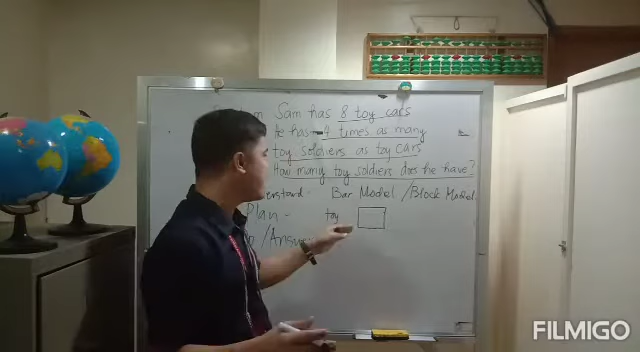 Sam has 8 toy cars
he has 4 times as many
toy soldiers as toy cars
How many toy soldiers does he have?
Bar Model / Block Model
Plan -
toy
FILMIGO